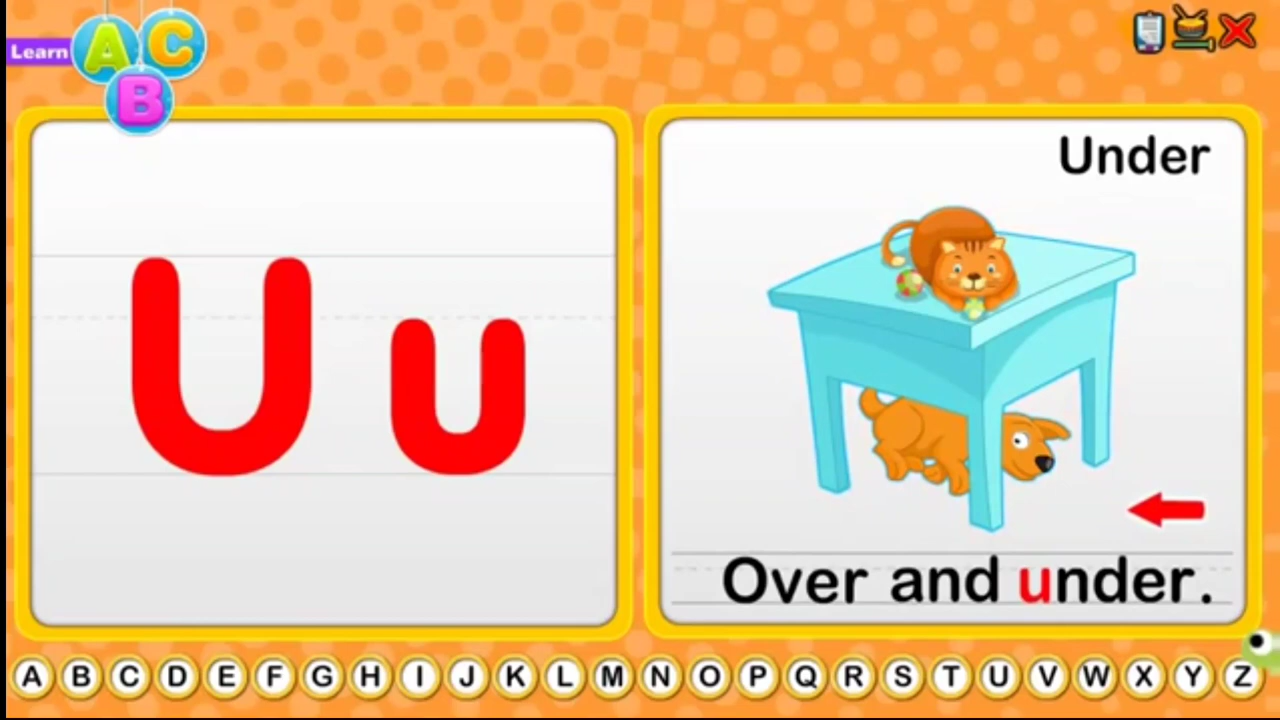 Learn A C
B
U u
Under
Over and under.
A B C D E F G H I J K L M N O P Q R S T U V W X Y Z